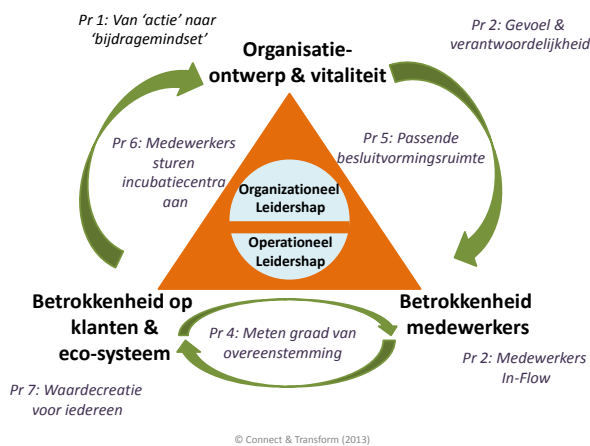 Pr 1: Van ‘actie’ naar
‘bijdragemindset’
Pr 2: Gevoel &
verantwoordelijkheid
Organisatie-
ontwerp & vitaliteit
Pr 6: Medewerkers
sturen
incubatiecentra
aan
Pr 5: Passende
besluitvormingsruimte
Organizationeel
Leidershap
Operationeel
Leidershap
Betrokkenheid op
klanten &
eco-systeem
Betrokkenheid
medewerkers
Pr 4: Meten graad van
overeenstemming
Pr 2: Medewerkers
In-Flow
Pr 7: Waardecreatie
voor iedereen
© Connect & Transform (2013)